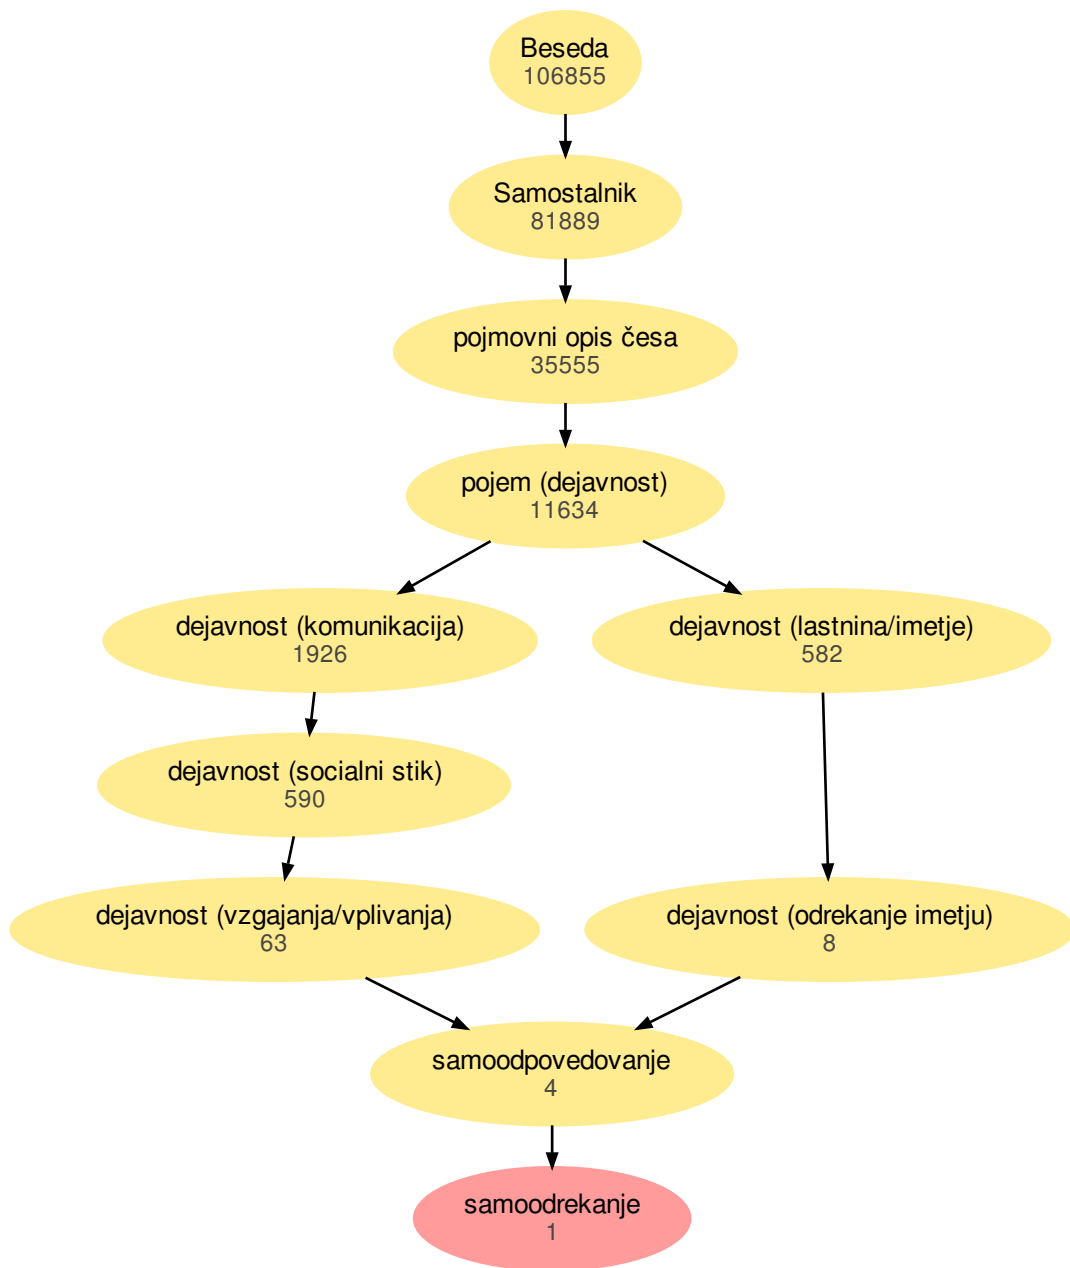 Beseda
106855
Samostalnik
81889
pojmovni opis česa
35555
pojem (dejavnost)
11634
dejavnost (komunikacija)
1926
dejavnost (lastnina/imetje)
582
dejavnost (socialni stik)
590
dejavnost (vzgajanja/vplivanja)
63
dejavnost (odrekanje imetju)
8
samoodpovedovanje
4
samoodrekanje
1